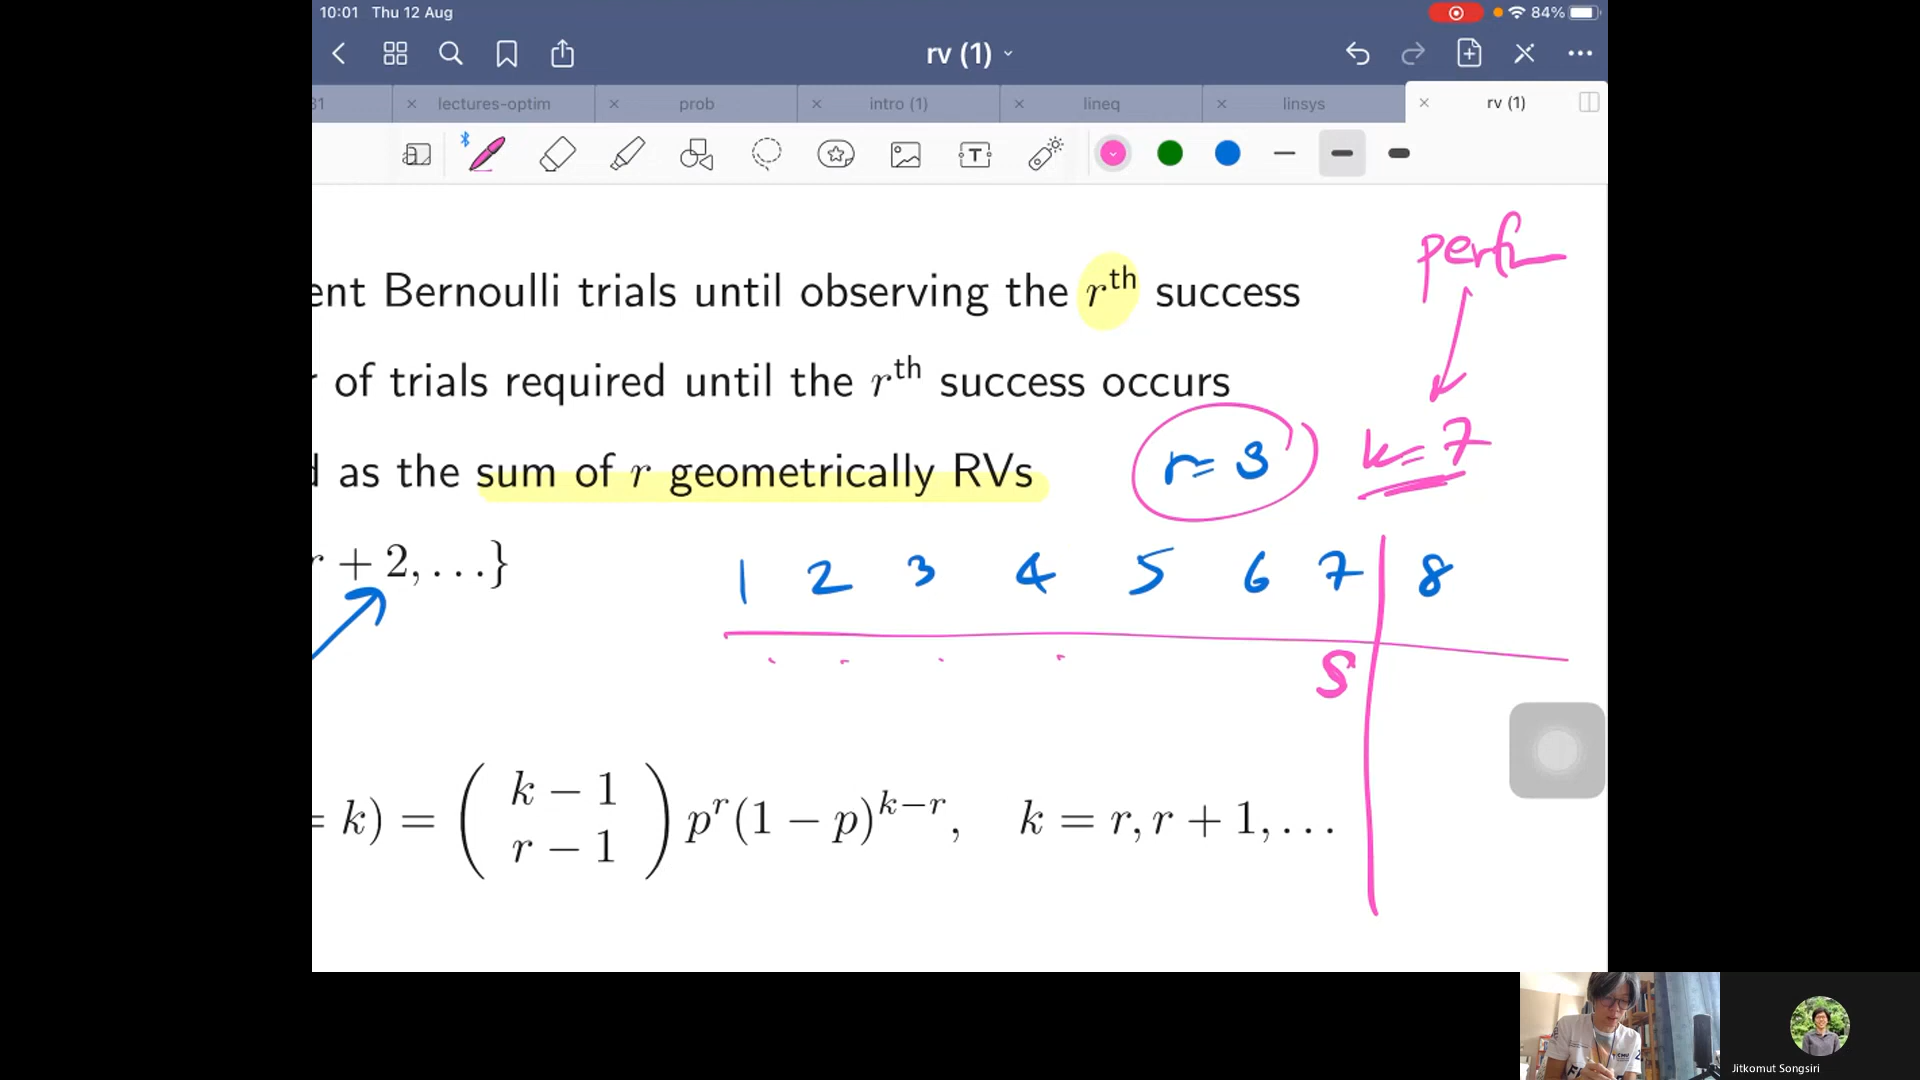 10:01 Thu 12 Aug 84%
rv (1)
31 lectures-optim prob intro (1) lineq linsys rv (1)
ent Bernoulli trials until observing the r^th success
r of trials required until the r^th success occurs
d as the sum of r geometrically RVs
r = 3 k = 7
r + 2, . . .}
1 2 3 4 5 6 7 8
S
= k) = ( k − 1 r − 1 ) p^r(1 − p)^{k−r}, k = r, r + 1, . . .
Jitkomut Songsiri